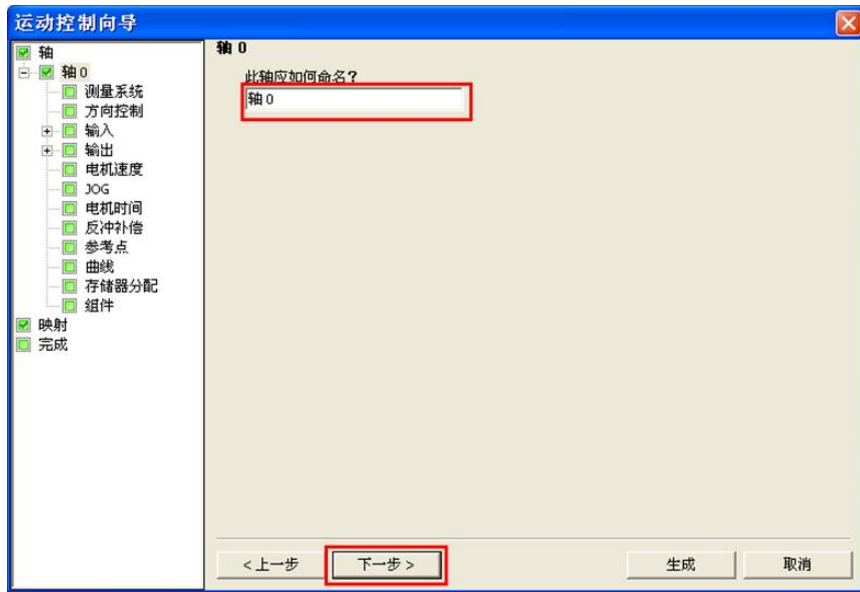 运动控制向导
轴
轴 0
测量系统
方向控制
输入
输出
电机速度
JOG
电机时间
反冲补偿
参考点
曲线
存储器分配
组件
映射
完成
轴 0
此轴应如何命名?
轴 0
<上一步
下一步>
生成
取消